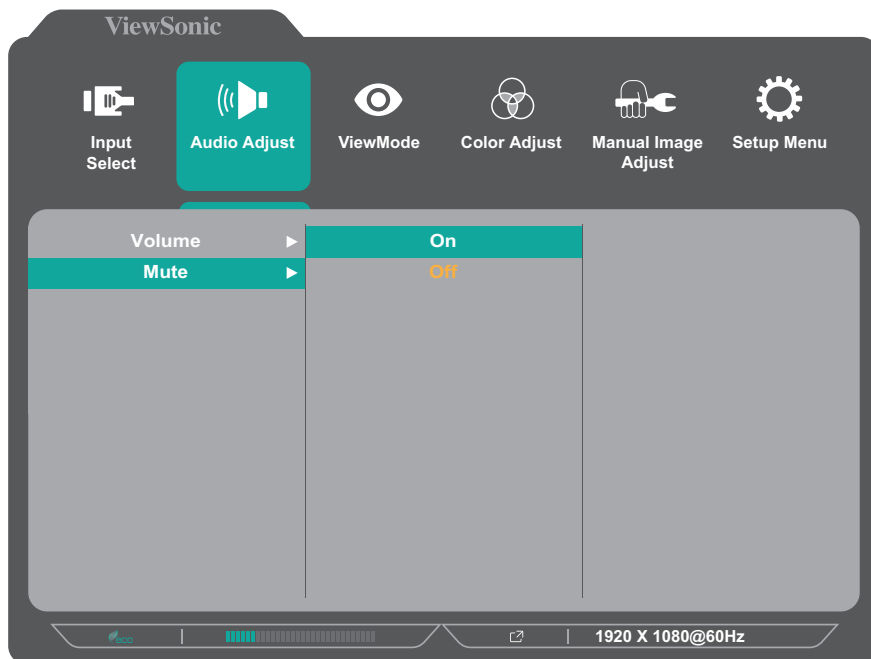 ViewSonic
Input
Select
Audio Adjust
ViewMode
Color Adjust
Manual Image
Adjust
Setup Menu
Volume
On
Mute
Off
eco
1920 X 1080@60Hz